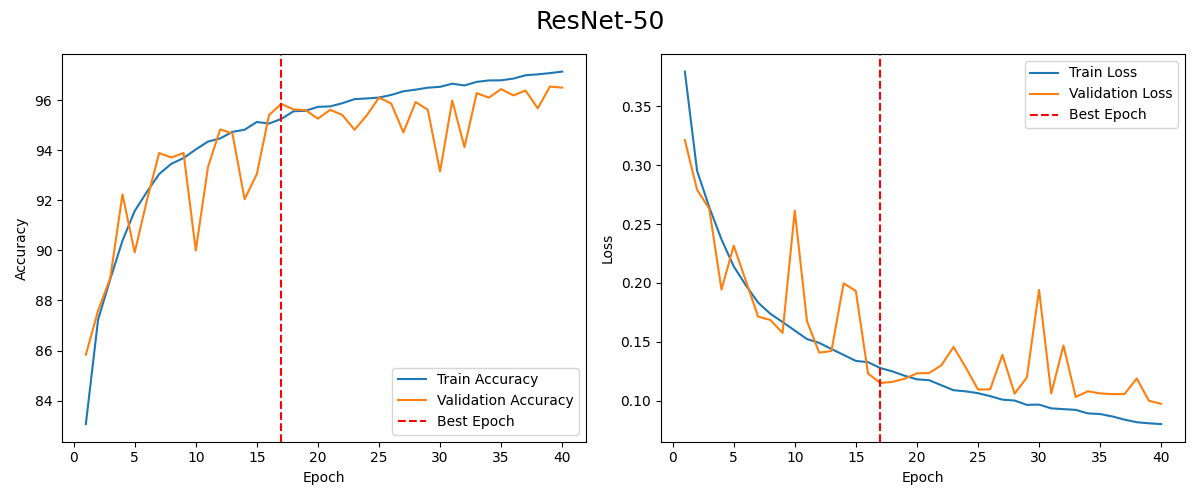 ResNet-50
Accuracy
96
94
92
90
88
86
84
0 5 10 15 20 25 30 35 40
Epoch
Train Accuracy
Validation Accuracy
Best Epoch
Loss
0.35
0.30
0.25
0.20
0.15
0.10
0 5 10 15 20 25 30 35 40
Epoch
Train Loss
Validation Loss
Best Epoch